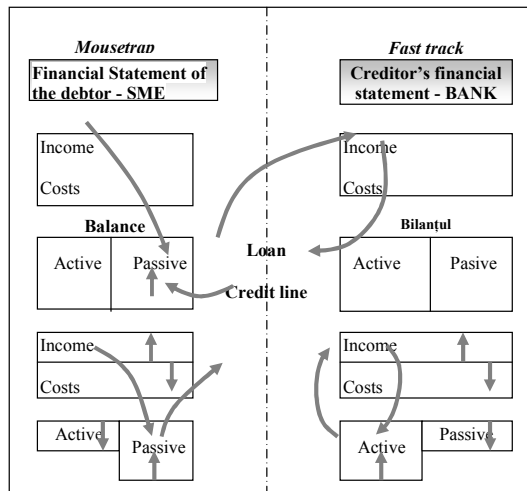 Mousetrap
Financial Statement of
the debtor - SME
Income
Costs
Balance
Active
Passive
Income
Costs
Active
Passive
Loan
Credit line
Fast track
Creditor's financial
statement - BANK
Income
Costs
Bilanțul
Active
Pasive
Income
Costs
Active
Passive